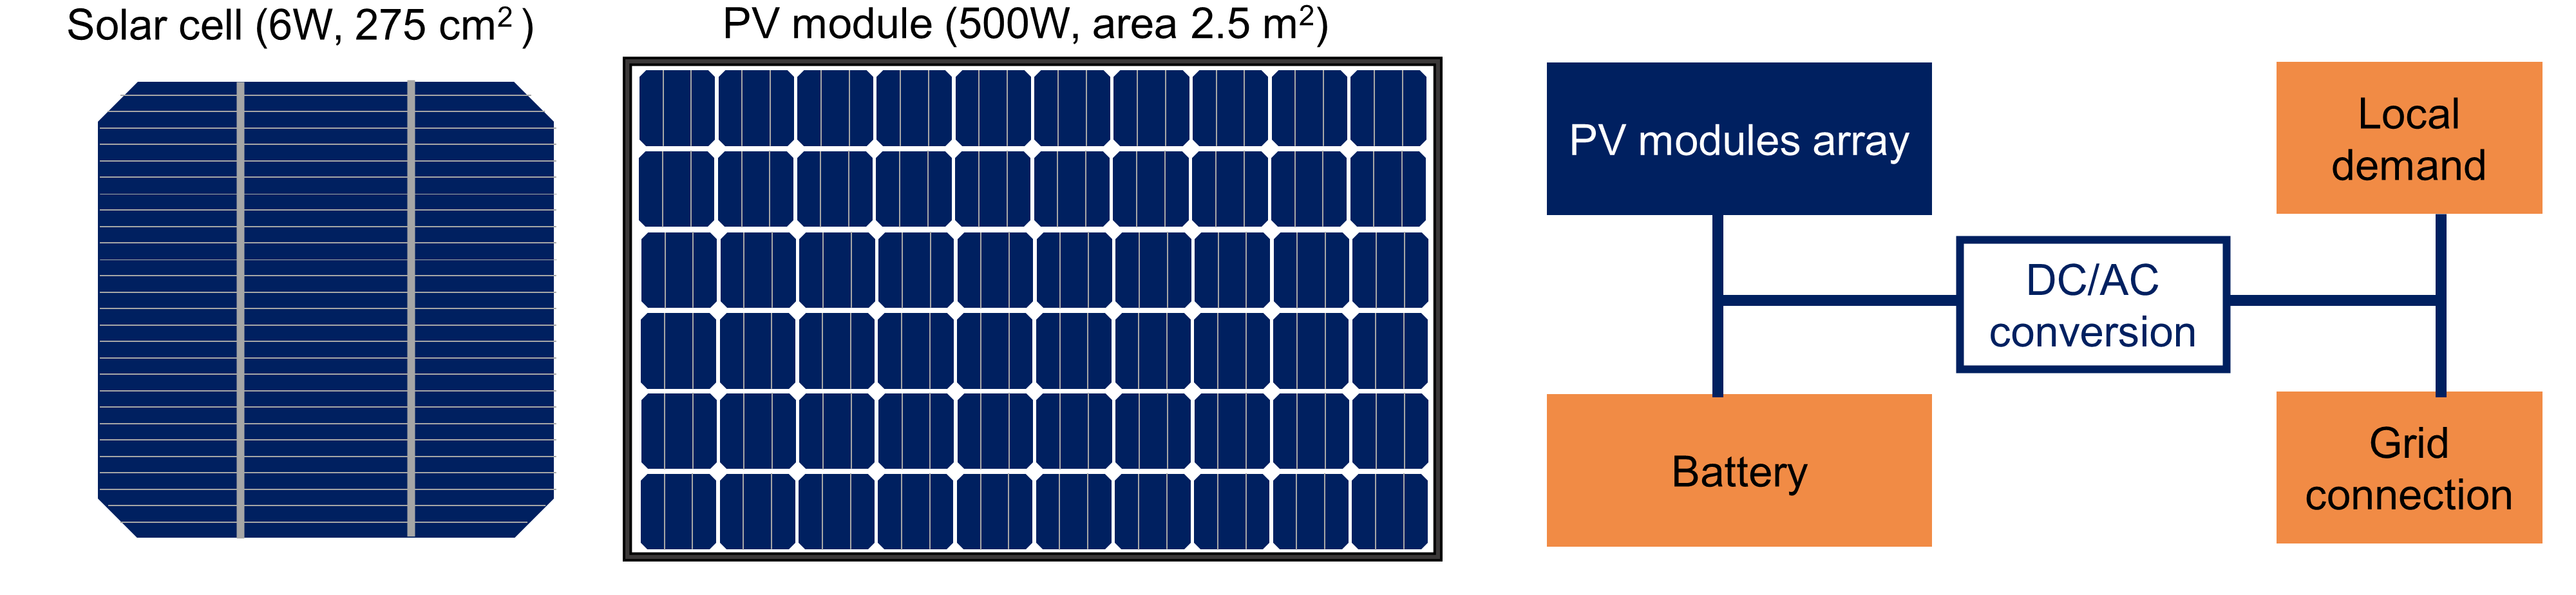 Solar cell (6W, 275 cm² )
PV module (500W, area 2.5 m²)
PV modules array
Local
demand
DC/AC
conversion
Battery
Grid
connection